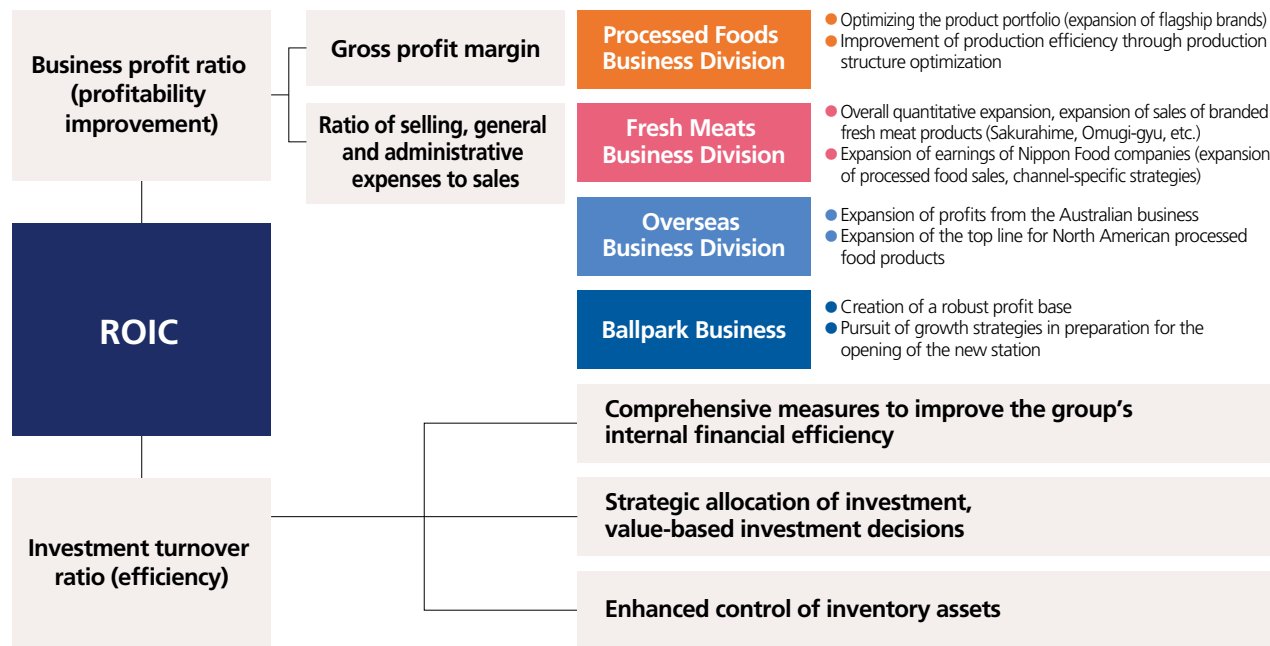 Business profit ratio
(profitability
improvement)
Gross profit margin
Ratio of selling, general
and administrative
expenses to sales
Processed Foods
Business Division
● Optimizing the product portfolio (expansion of flagship brands)
● Improvement of production efficiency through production
structure optimization
Fresh Meats
Business Division
● Overall quantitative expansion, expansion of sales of branded
fresh meat products (Sakurahime, Omugi-gyu, etc.)
● Expansion of earnings of Nippon Food companies (expansion
of processed food sales, channel-specific strategies)
Overseas
Business Division
● Expansion of profits from the Australian business
● Expansion of the top line for North American processed
food products
Ballpark Business
● Creation of a robust profit base
● Pursuit of growth strategies in preparation for the
opening of the new station
ROIC
Investment turnover
ratio (efficiency)
Comprehensive measures to improve the group’s
internal financial efficiency
Strategic allocation of investment,
value-based investment decisions
Enhanced control of inventory assets